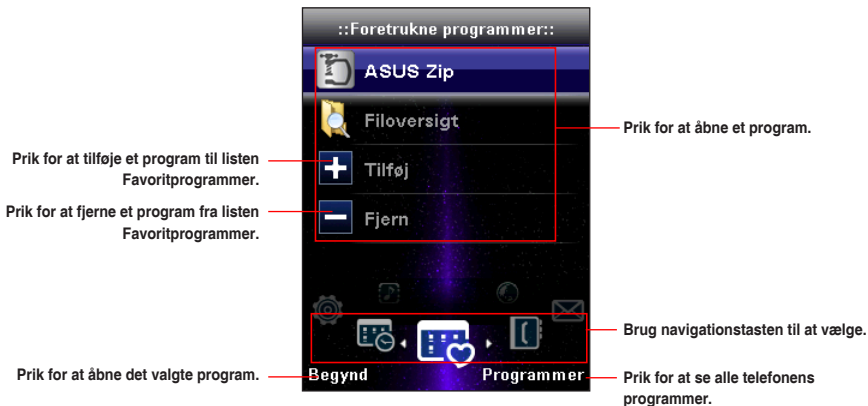 ::Foretrukne programmer::
ASUS Zip
Filoversigt
Tilføj
Fjern
Begynd
Programmer
Prik for at tilføje et program til listen
Favoritprogrammer.
Prik for at fjerne et program fra listen
Favoritprogrammer.
Prik for at åbne det valgte program.
Prik for at åbne et program.
Brug navigationstasten til at vælge.
Prik for at se alle telefonens
programmer.